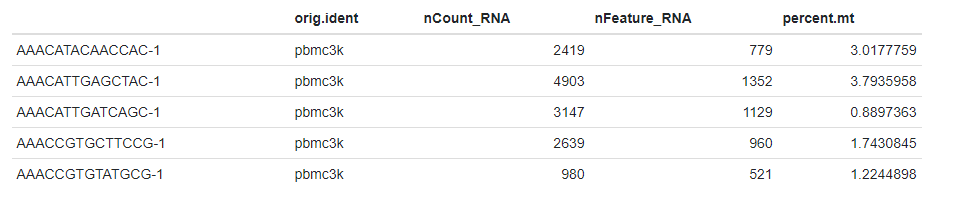 orig.ident nCount_RNA nFeature_RNA percent.mt
AAACATACAACCAC-1 pbmc3k 2419 779 3.0177759
AAACATTGAGCTAC-1 pbmc3k 4903 1352 3.7935958
AAACATTGATCAGC-1 pbmc3k 3147 1129 0.8897363
AAACCGTGCTTCCG-1 pbmc3k 2639 960 1.7430845
AAACCGTGTATGCG-1 pbmc3k 980 521 1.2244898